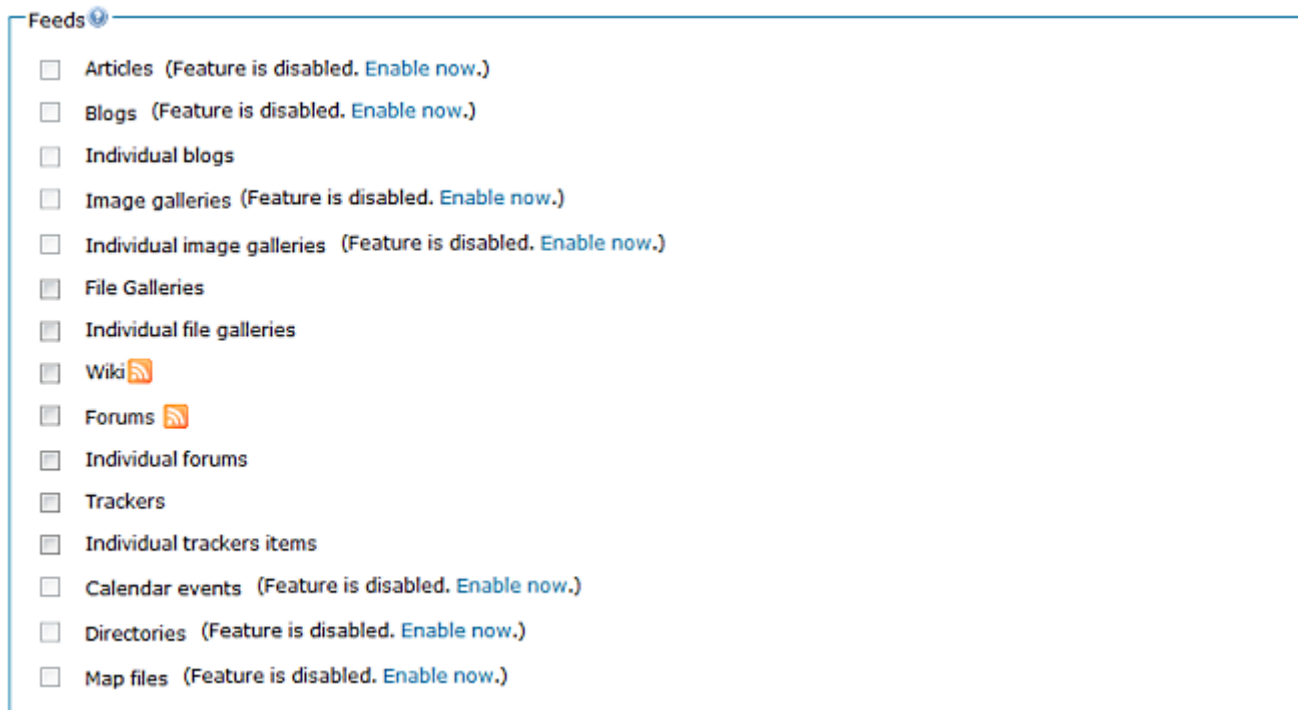 Feeds
Articles (Feature is disabled. Enable now.)
Blogs (Feature is disabled. Enable now.)
Individual blogs
Image galleries (Feature is disabled. Enable now.)
Individual image galleries (Feature is disabled. Enable now.)
File Galleries
Individual file galleries
Wiki
Forums
Individual forums
Trackers
Individual trackers items
Calendar events (Feature is disabled. Enable now.)
Directories (Feature is disabled. Enable now.)
Map files (Feature is disabled. Enable now.)